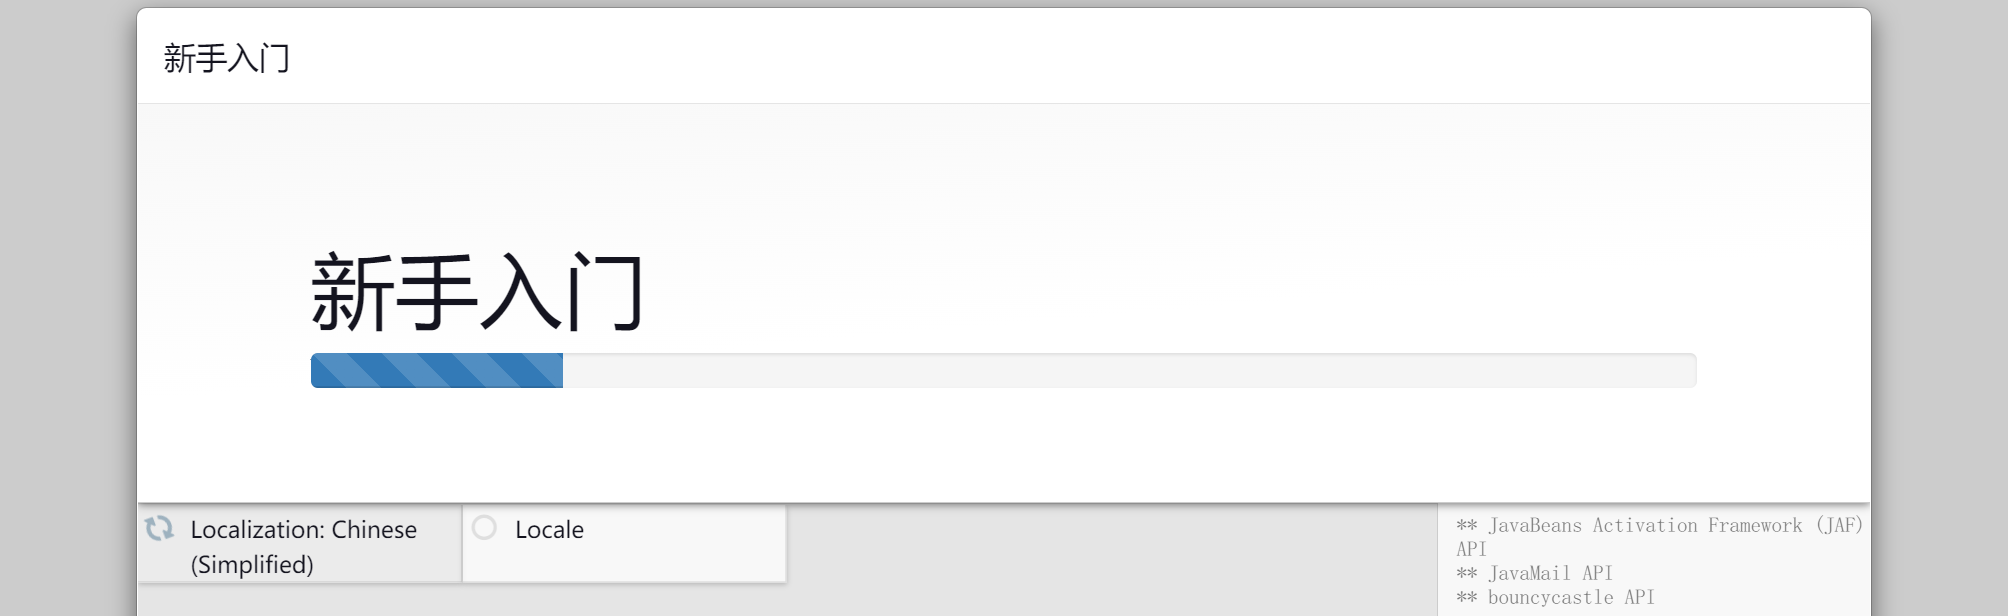 新手入门
新手入门
Localization: Chinese
(Simplified)
Locale
** JavaBeans Activation Framework (JAF)
API
** JavaMail API
** bouncycastle API